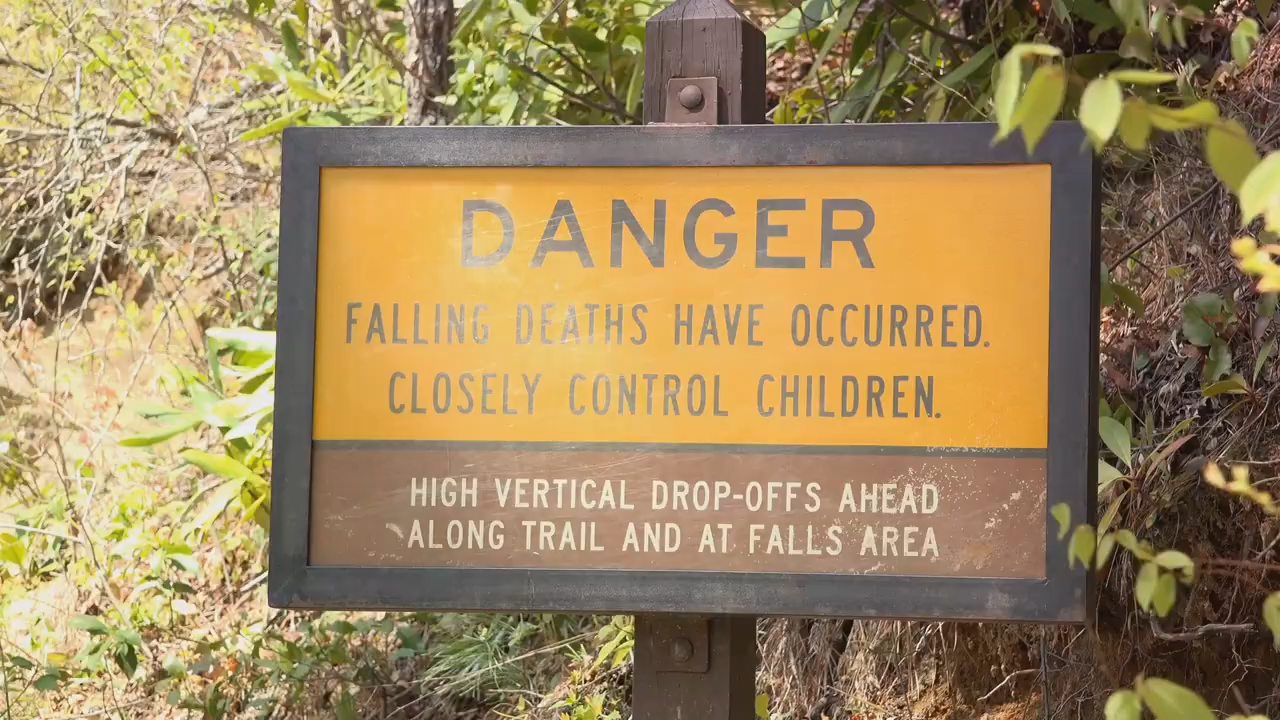 DANGER
FALLING DEATHS HAVE OCCURRED.
CLOSELY CONTROL CHILDREN.
HIGH VERTICAL DROP-OFFS AHEAD
ALONG TRAIL AND AT FALLS AREA